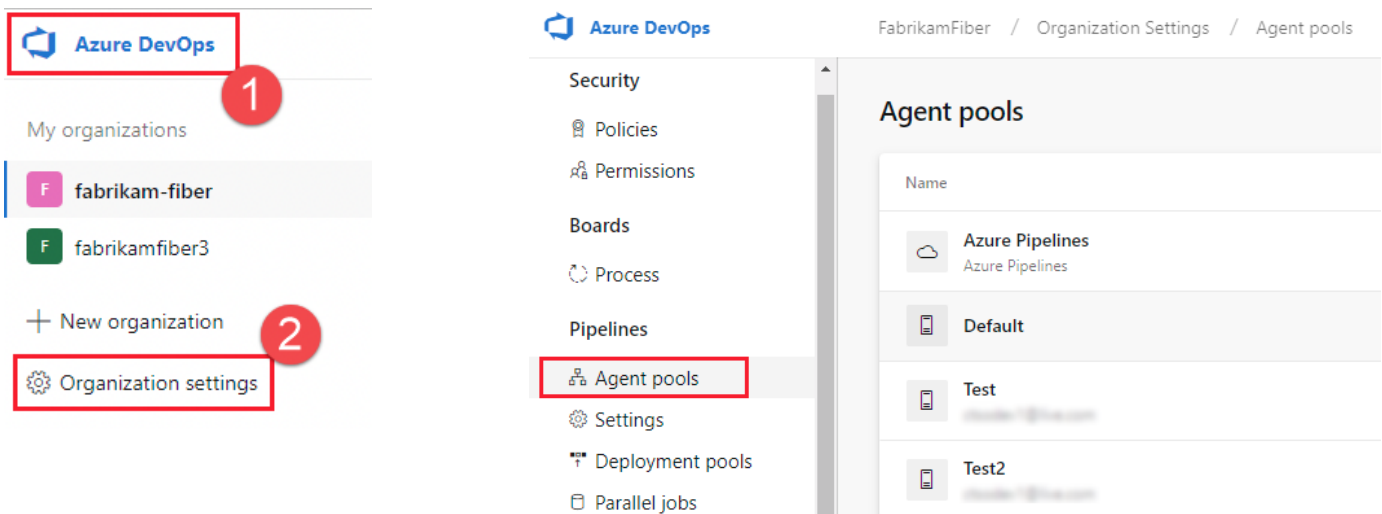 Azure DevOps
1
My organizations
F fabrikam-fiber
F fabrikamfiber3
New organization
2
Organization settings
Azure DevOps
FabrikamFiber / Organization Settings / Agent pools
Security
Policies
Permissions
Boards
Process
Pipelines
Agent pools
Settings
Deployment pools
Parallel jobs
Agent pools
Name
Azure Pipelines
Azure Pipelines
Default
Test
Test2